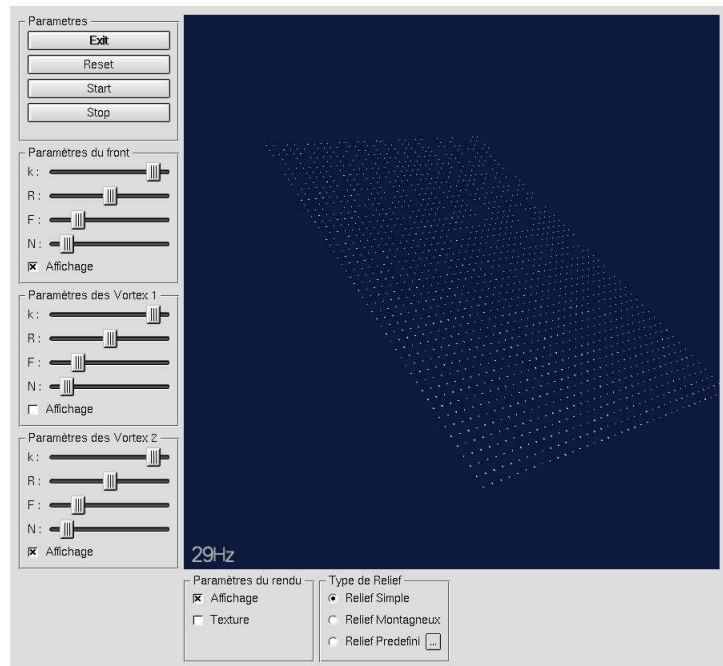 Parametres
Exit
Reset
Start
Stop
Paramètres du front
k :
R :
F :
N :
Affichage
Paramètres des Vortex 1
k :
R :
F :
N :
Affichage
Paramètres des Vortex 2
k :
R :
F :
N :
Affichage
29Hz
Paramètres du rendu
Affichage
Texture
Type de Relief
Relief Simple
Relief Montagneux
Relief Predefini ...